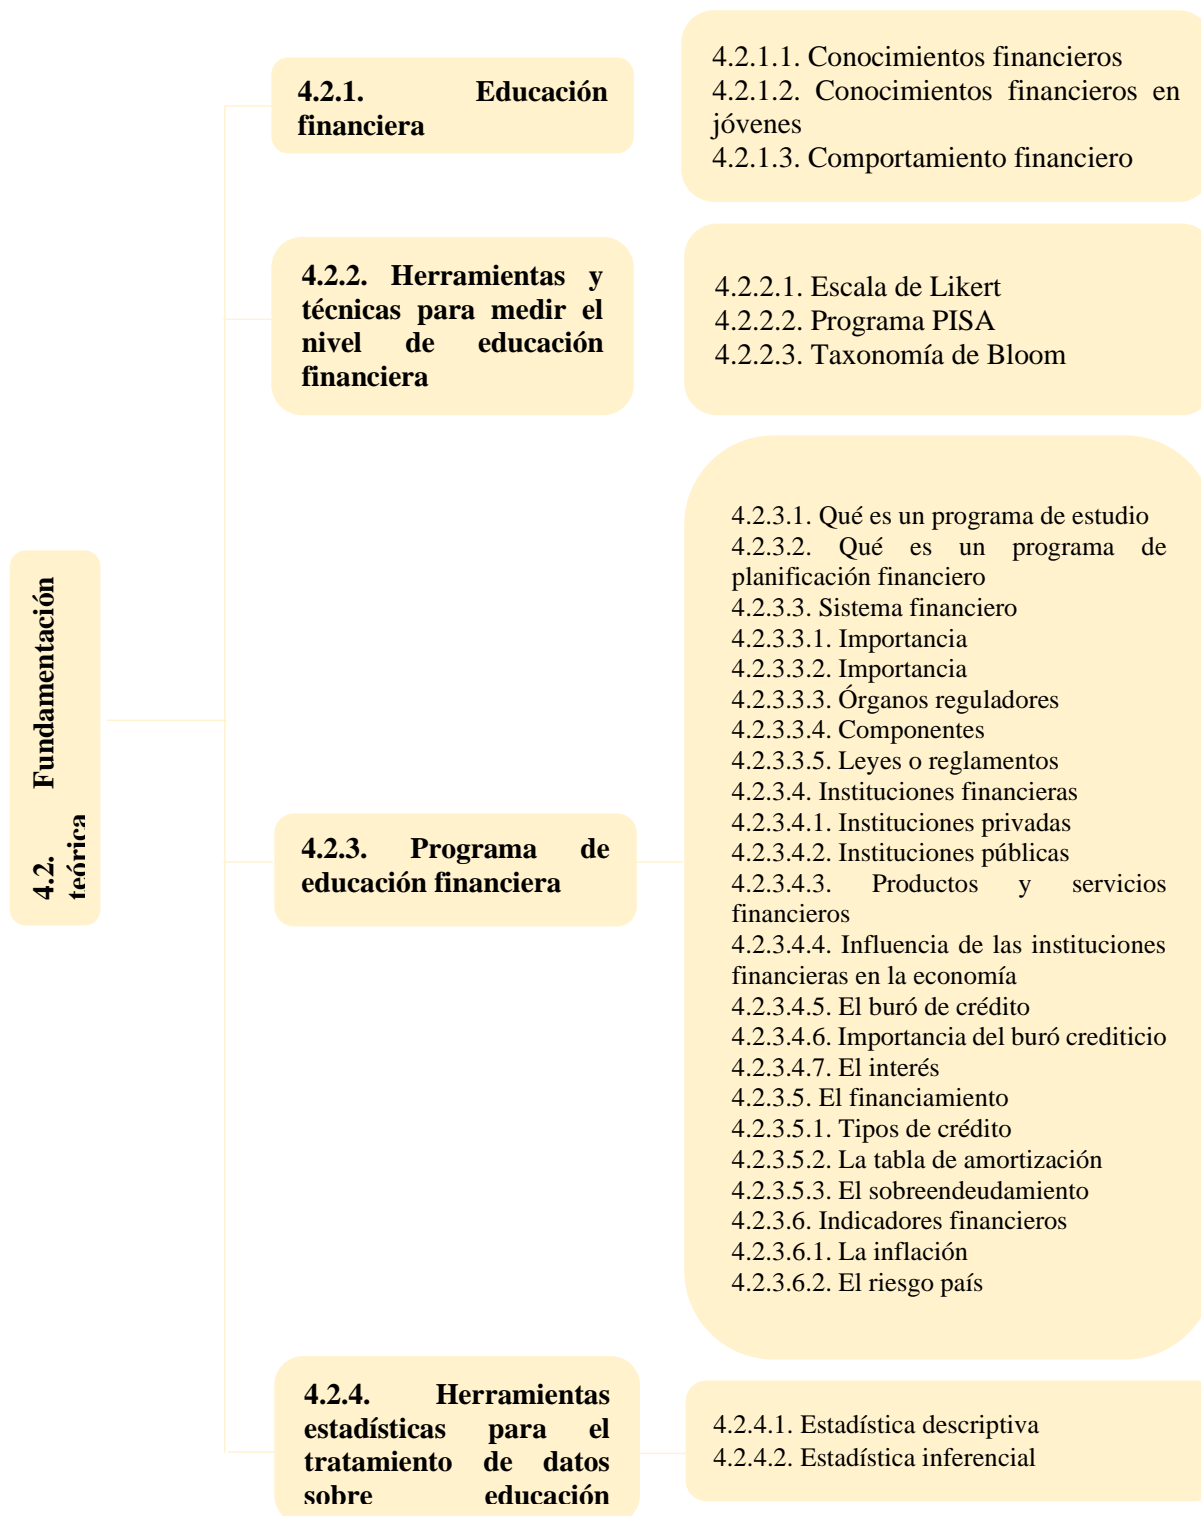 4.2. Fundamentación
teórica
4.2.1. Educación
financiera
4.2.1.1. Conocimientos financieros
4.2.1.2. Conocimientos financieros en
jóvenes
4.2.1.3. Comportamiento financiero
4.2.2. Herramientas y
técnicas para medir el
nivel de educación
financiera
4.2.2.1. Escala de Likert
4.2.2.2. Programa PISA
4.2.2.3. Taxonomía de Bloom
4.2.3. Programa de
educación financiera
4.2.3.1. Qué es un programa de estudio
4.2.3.2. Qué es un programa de
planificación financiero
4.2.3.3. Sistema financiero
4.2.3.3.1. Importancia
4.2.3.3.2. Importancia
4.2.3.3.3. Órganos reguladores
4.2.3.3.4. Componentes
4.2.3.3.5. Leyes o reglamentos
4.2.3.4. Instituciones financieras
4.2.3.4.1. Instituciones privadas
4.2.3.4.2. Instituciones públicas
4.2.3.4.3. Productos y servicios
financieros
4.2.3.4.4. Influencia de las instituciones
financieras en la economía
4.2.3.4.5. El buró de crédito
4.2.3.4.6. Importancia del buró crediticio
4.2.3.4.7. El interés
4.2.3.5. El financiamiento
4.2.3.5.1. Tipos de crédito
4.2.3.5.2. La tabla de amortización
4.2.3.5.3. El sobreendeudamiento
4.2.3.6. Indicadores financieros
4.2.3.6.1. La inflación
4.2.3.6.2. El riesgo país
4.2.4. Herramientas
estadísticas para el
tratamiento de datos
sobre educación
4.2.4.1. Estadística descriptiva
4.2.4.2. Estadística inferencial